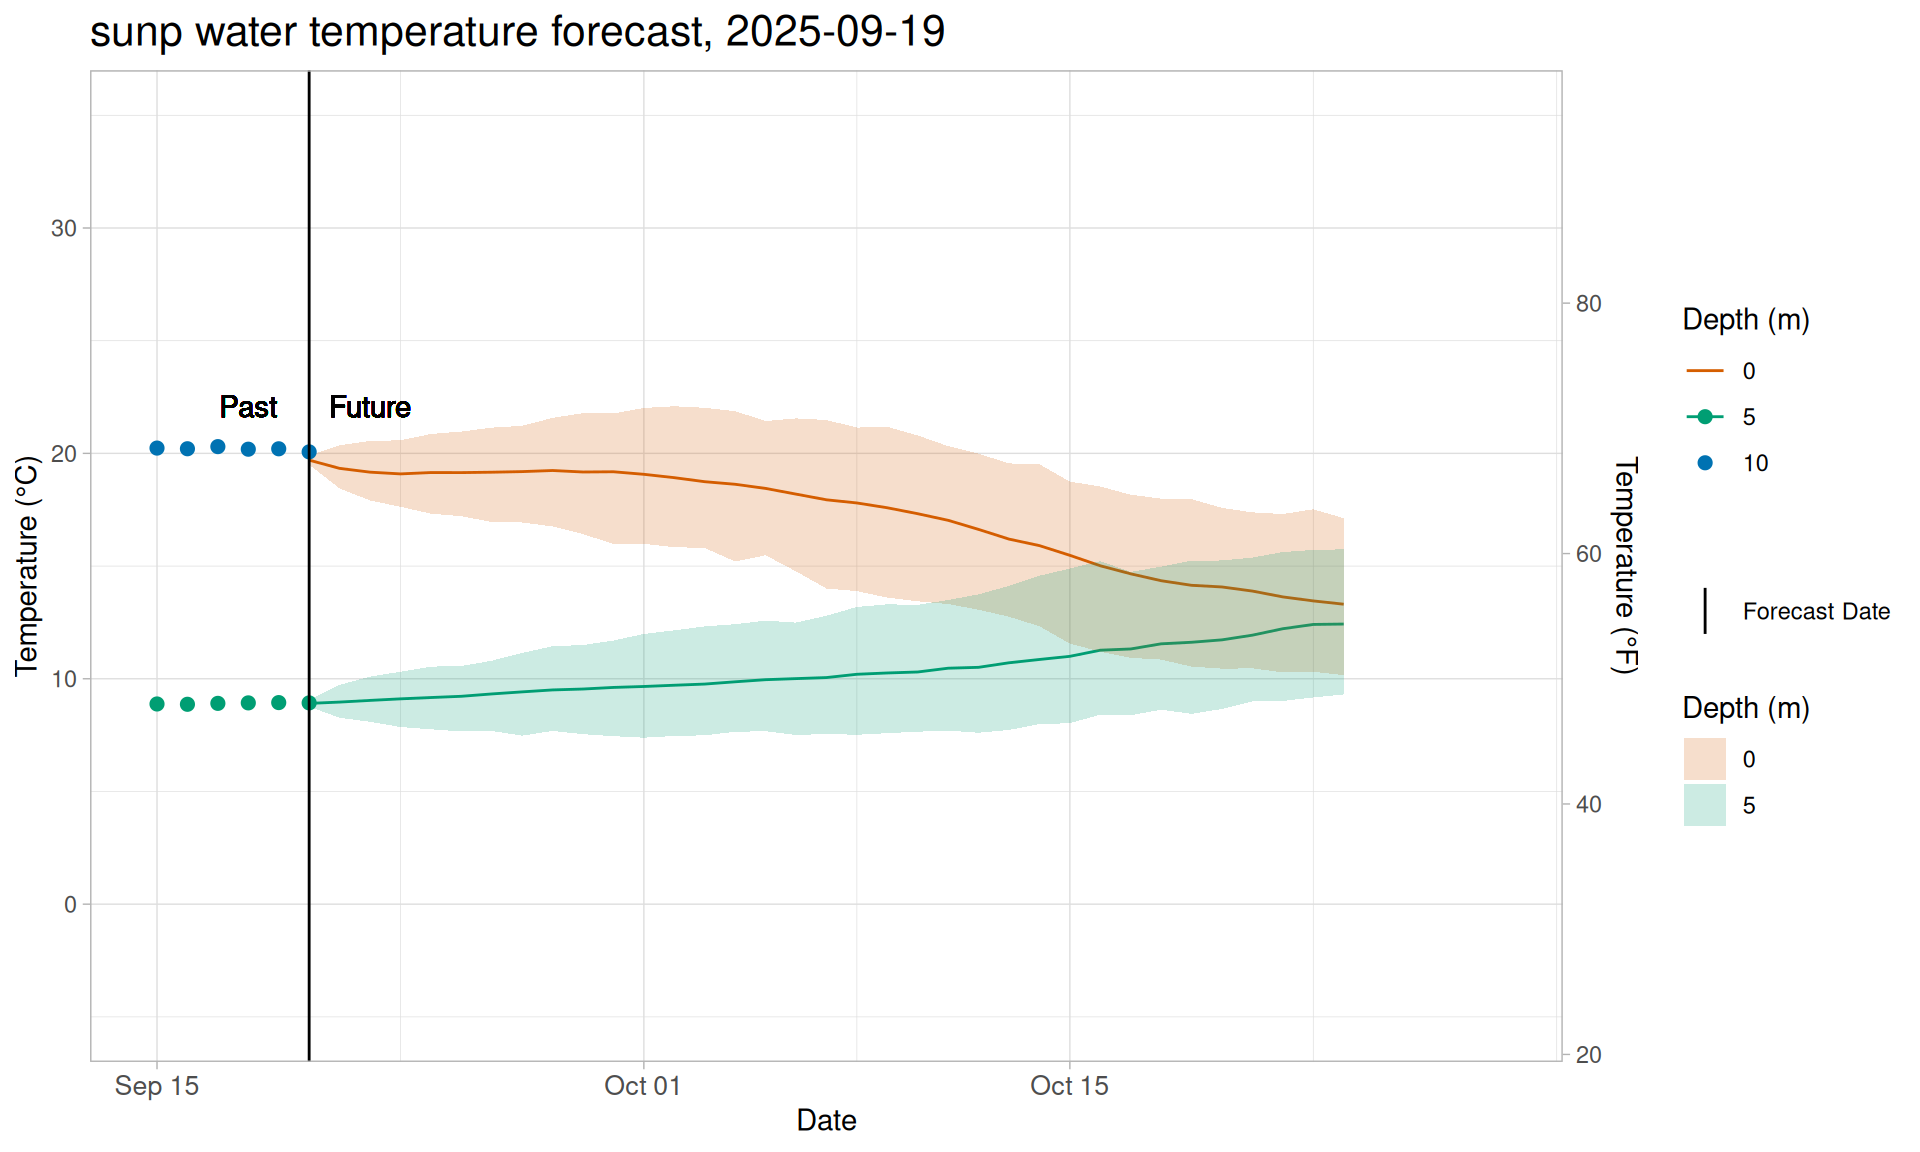 sunp water temperature forecast, 2025-09-19
30
20
10
0
Temperature (°C)
Past
Future
80
60
40
20
Temperature (°F)
Sep 15
Oct 01
Oct 15
Date
Depth (m)
0
5
10
Forecast Date
Depth (m)
0
5